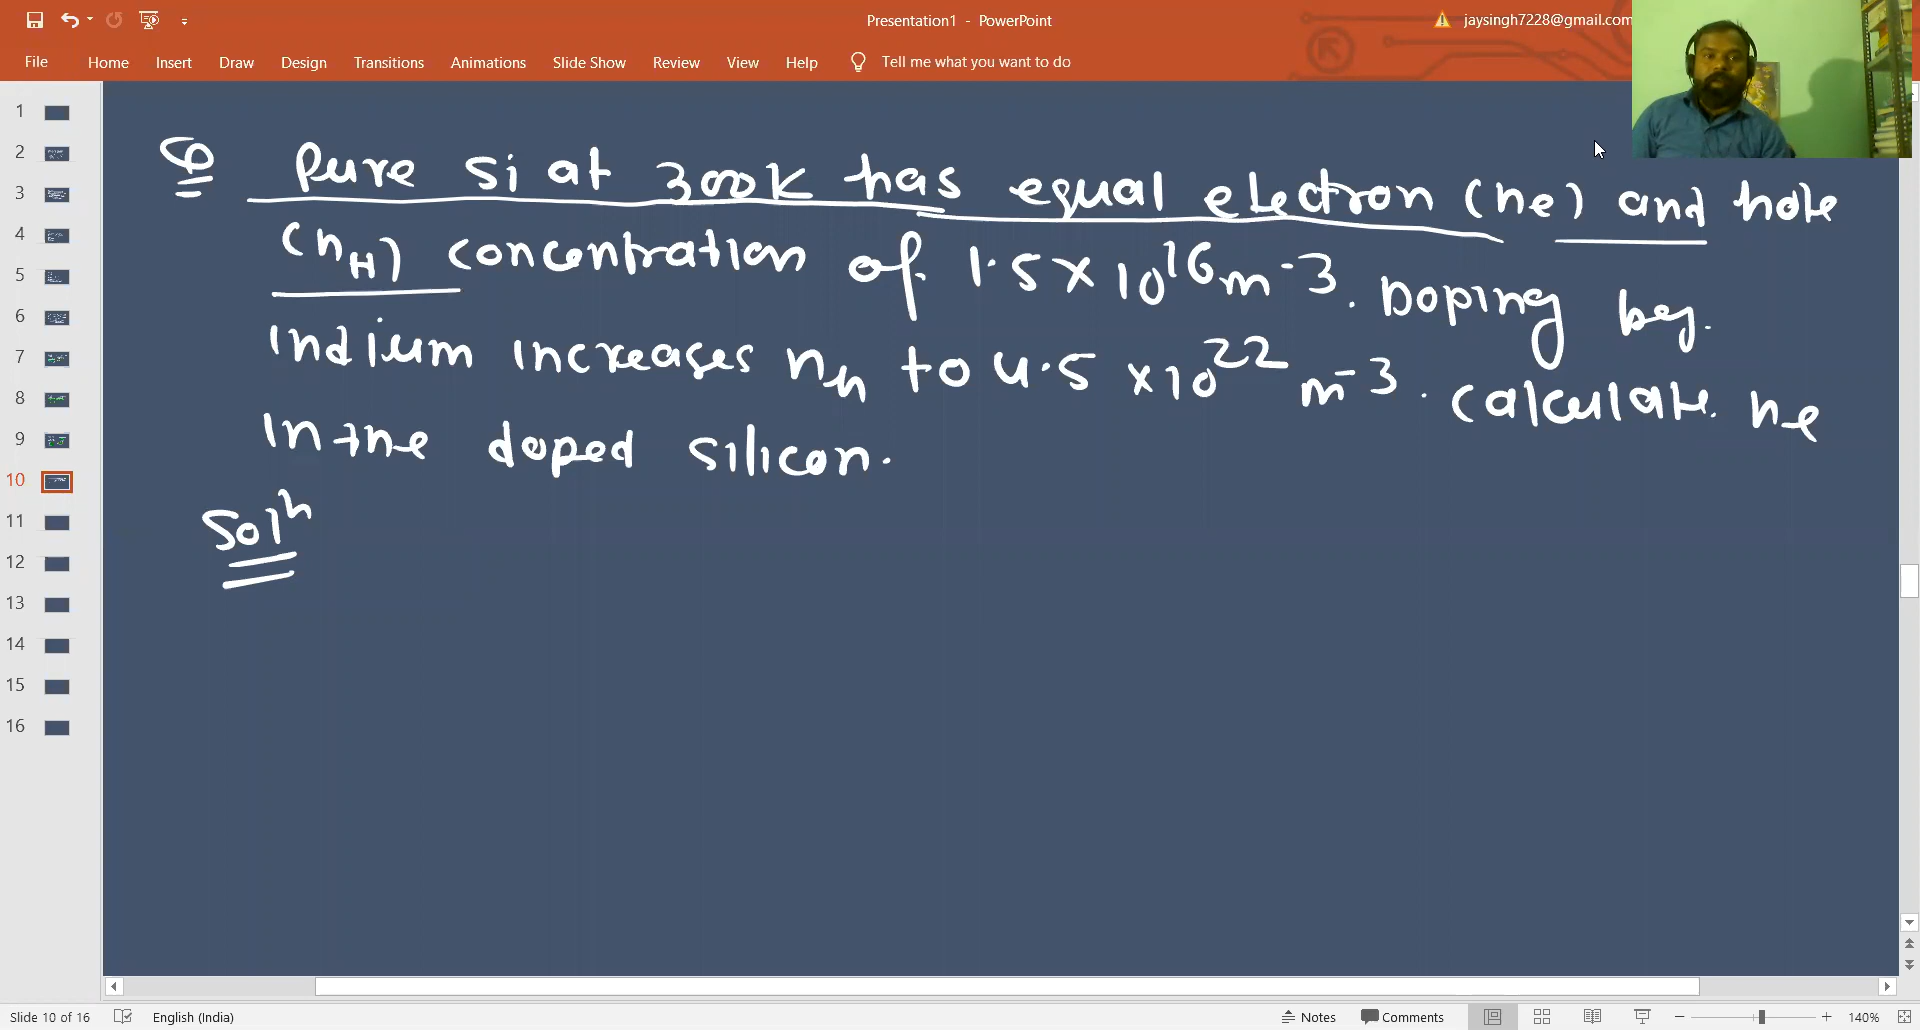 Presentation1 - PowerPoint
jaysingh7228@gmail.com
File Home Insert Draw Design Transitions Animations Slide Show Review View Help Tell me what you want to do
Q Pure Si at 300K has equal electron (ne) and hole
(nH) concentration of 1.5 × 10^16 m^-3. Doping by.
Indium increases nh to 4.5 × 10^22 m^-3. Calculate. ne
in the doped silicon.
Sol^n
1
2
3
4
5
6
7
8
9
10
11
12
13
14
15
16
Slide 10 of 16 English (India) Notes Comments 140%